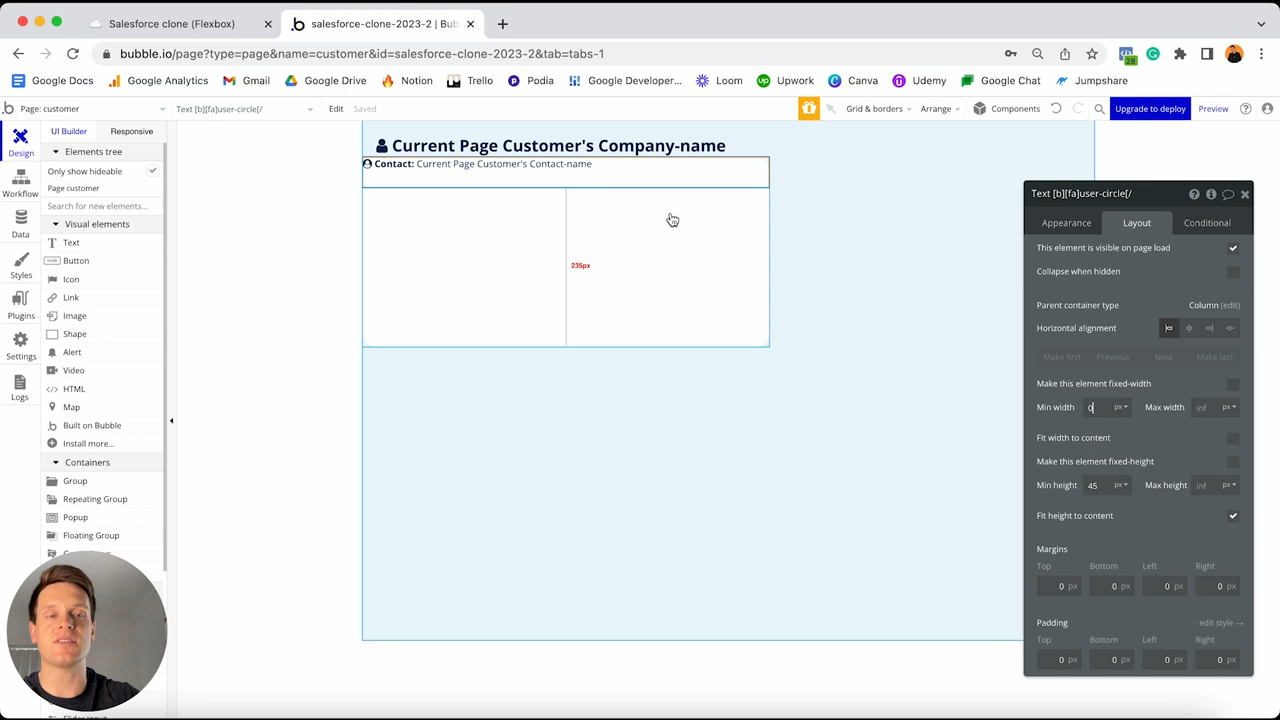 Salesforce clone (Flexbox)
salesforce-clone-2023-2 | Bub
bubble.io/page?type=page&name=customer&id=salesforce-clone-2023-2&tab=tabs-1
28
Google Docs
Google Analytics
Gmail
Google Drive
Notion
Trello
Podia
Google Developer...
Loom
Upwork
Canva
Udemy
Google Chat
Jumpshare
Page: customer
Text [b][fa]user-circle[/
Edit
Saved
Grid & borders
Arrange
Components
Upgrade to deploy
Preview
Design
Workflow
Data
Styles
Plugins
Settings
Logs
UI Builder
Responsive
Elements tree
Only show hideable
Page customer
Search for new elements...
Visual elements
Text
Button
Icon
Link
Image
Shape
Alert
Video
HTML
Map
Built on Bubble
Install more...
Containers
Group
Repeating Group
Popup
Floating Group
Current Page Customer's Company-name
Contact: Current Page Customer's Contact-name
235px
Text [b][fa]user-circle[/
Appearance
Layout
Conditional
This element is visible on page load
Collapse when hidden
Parent container type
Column (edit)
Horizontal alignment
Make first
Previous
Next
Make last
Make this element fixed-width
Min width 0 px
Max width inf px
Fit width to content
Make this element fixed-height
Min height 45 px
Max height inf px
Fit height to content
Margins
Top Bottom Left Right
0 px 0 px 0 px 0 px
Padding
edit style →
Top Bottom Left Right
0 px 0 px 0 px 0 px